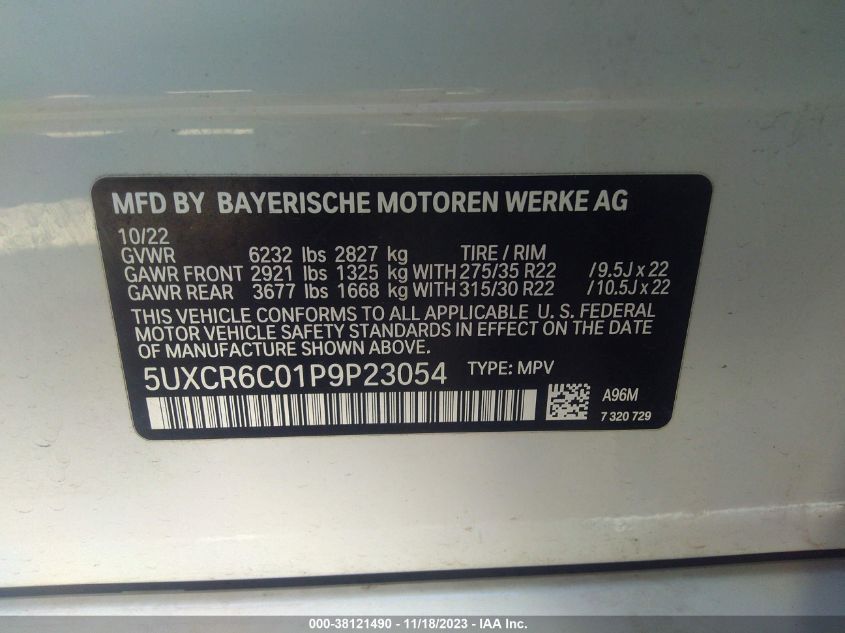 MFD BY BAYERISCHE MOTOREN WERKE AG
10/22
GVWR 6232 lbs 2827 kg TIRE / RIM
GAWR FRONT 2921 lbs 1325 kg WITH 275/35 R22 /9.5J x 22
GAWR REAR 3677 lbs 1668 kg WITH 315/30 R22 /10.5J x 22
THIS VEHICLE CONFORMS TO ALL APPLICABLE U. S. FEDERAL
MOTOR VEHICLE SAFETY STANDARDS IN EFFECT ON THE DATE
OF MANUFACTURE SHOWN ABOVE.
5UXCR6C01P9P23054 TYPE: MPV
A96M
7 320 729
000-38121490 - 11/18/2023 - IAA Inc.